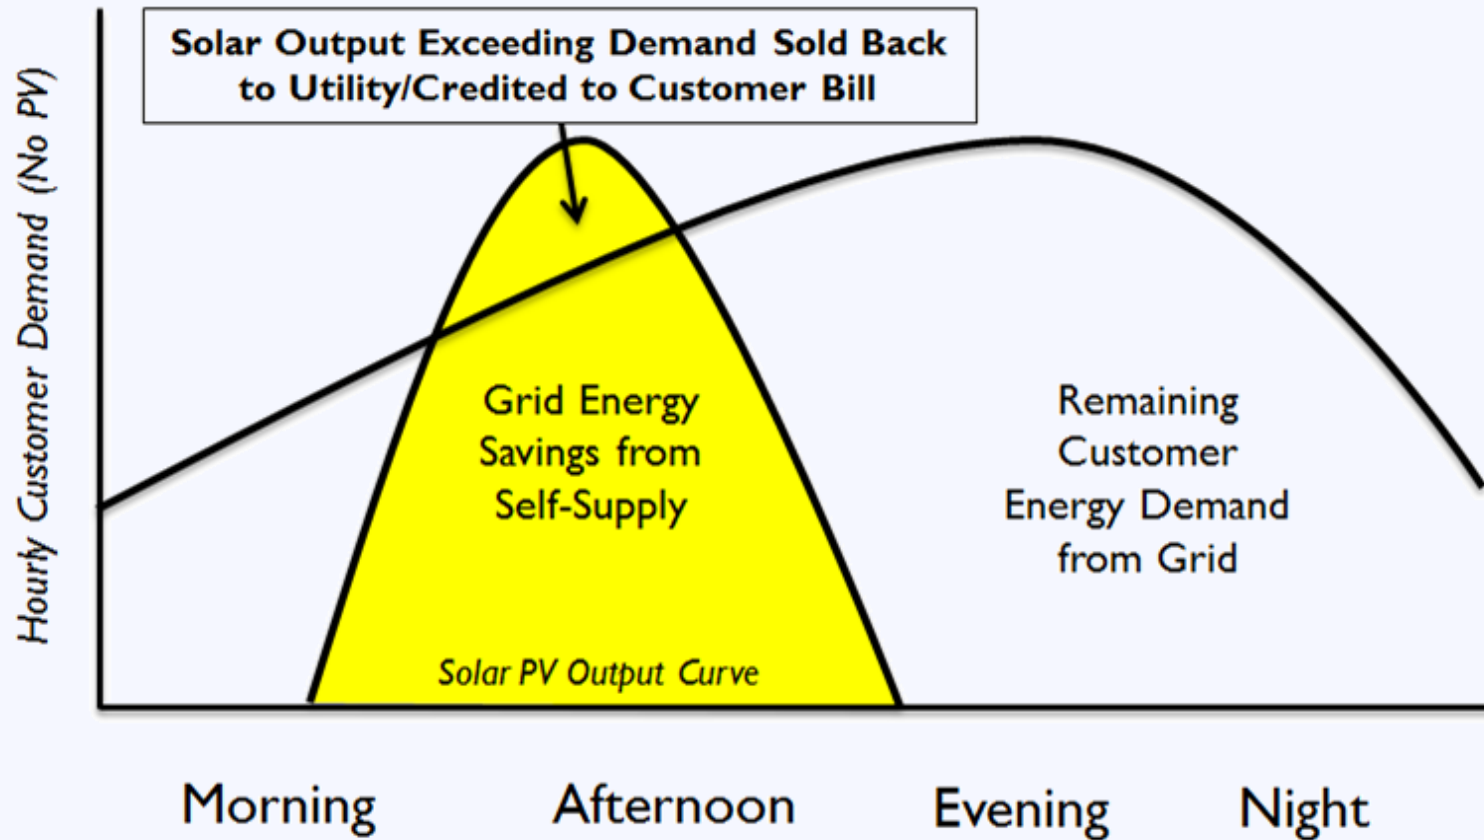 Solar Output Exceeding Demand Sold Back
to Utility/Credited to Customer Bill
Hourly Customer Demand (No PV)
Grid Energy
Savings from
Self-Supply
Remaining
Customer
Energy Demand
from Grid
Solar PV Output Curve
Morning
Afternoon
Evening
Night